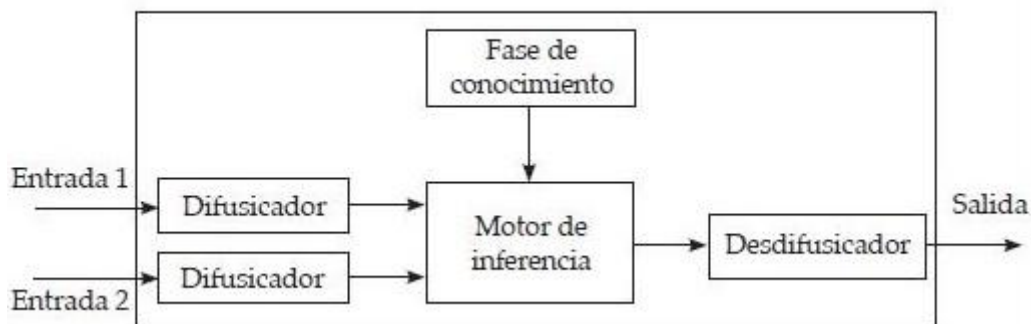 Fase de
conocimiento
Entrada 1
Difusicador
Motor de
inferencia
Desdifusicador
Salida
Difusicador
Entrada 2